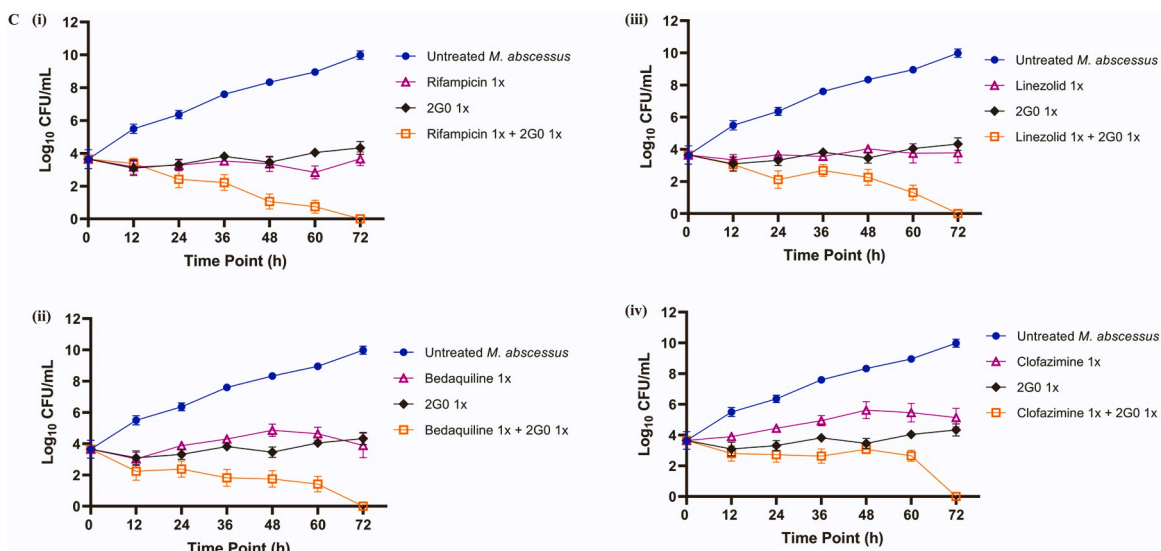 C (i)
12
10
8
6
4
2
0
Log10 CFU/mL
0 12 24 36 48 60 72
Time Point (h)
Untreated M. abscessus
Rifampicin 1x
2G0 1x
Rifampicin 1x + 2G0 1x
(iii)
12
10
8
6
4
2
0
Log10 CFU/mL
0 12 24 36 48 60 72
Time Point (h)
Untreated M. abscessus
Linezolid 1x
2G0 1x
Linezolid 1x + 2G0 1x
(ii)
12
10
8
6
4
2
0
Log10 CFU/mL
0 12 24 36 48 60 72
Time Point (h)
Untreated M. abscessus
Bedaquiline 1x
2G0 1x
Bedaquiline 1x + 2G0 1x
(iv)
12
10
8
6
4
2
0
Log10 CFU/mL
0 12 24 36 48 60 72
Time Point (h)
Untreated M. abscessus
Clofazimine 1x
2G0 1x
Clofazimine 1x + 2G0 1x